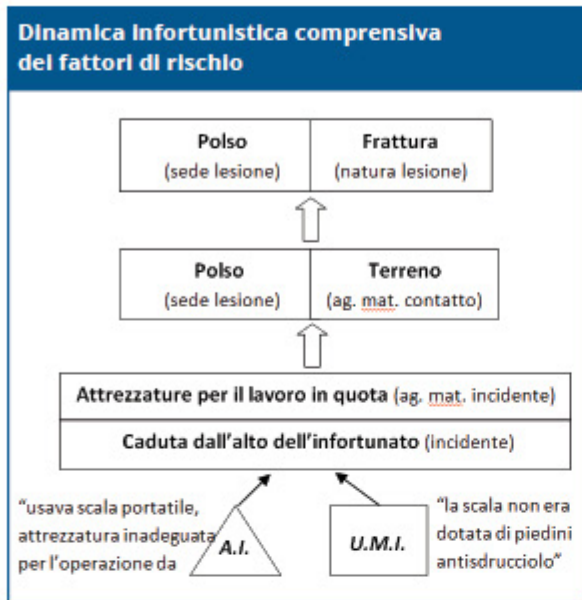 Dinamica infortunistica comprensiva
dei fattori di rischio
Polso
(sede lesione)
Frattura
(natura lesione)
Polso
(sede lesione)
Terreno
(ag. mat. contatto)
Attrezzature per il lavoro in quota (ag. mat. incidente)
Caduta dall'alto dell'infortunato (incidente)
"usava scala portatile,
attrezzatura inadeguata
per l'operazione da
A.I.
U.M.I.
"la scala non era
dotata di piedini
antisdrucciolo"